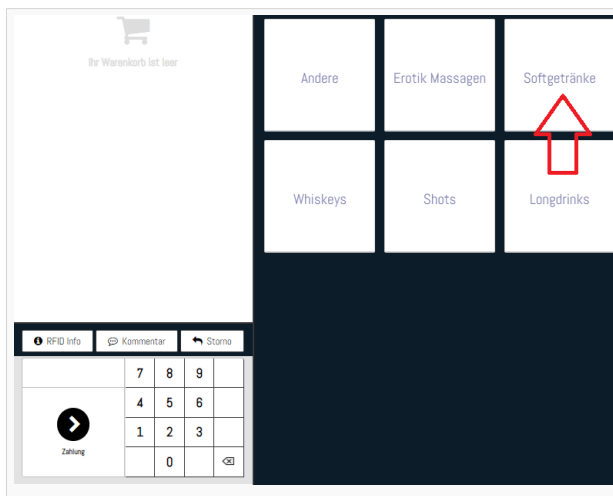 Ihr Warenkorb ist leer
Andere
Erotik Massagen
Softgetränke
Whiskeys
Shots
Longdrinks
RFID Info
Kommentar
Storno
7 8 9
4 5 6
1 2 3
0
Zahlung